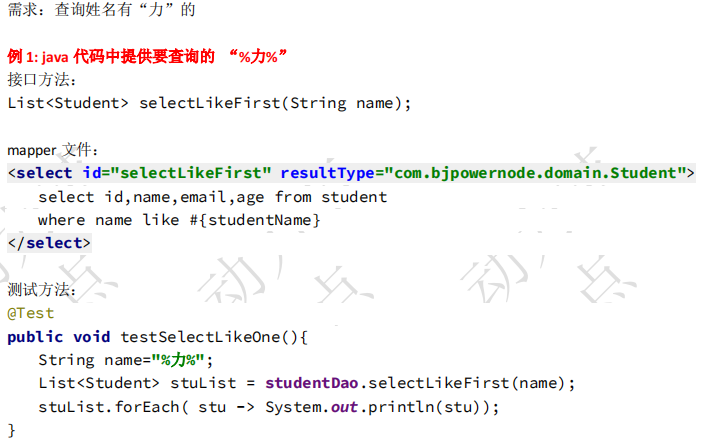 需求：查询姓名有“力”的
例 1: java 代码中提供要查询的 “%力%”
接口方法：
List<Student> selectLikeFirst(String name);
mapper 文件：
<select id="selectLikeFirst" resultType="com.bjpowernode.domain.Student">
select id,name,email,age from student
where name like #{studentName}
</select>
测试方法：
@Test
public void testSelectLikeOne(){
String name="%力%";
List<Student> stuList = studentDao.selectLikeFirst(name);
stuList.forEach( stu -> System.out.println(stu));
}